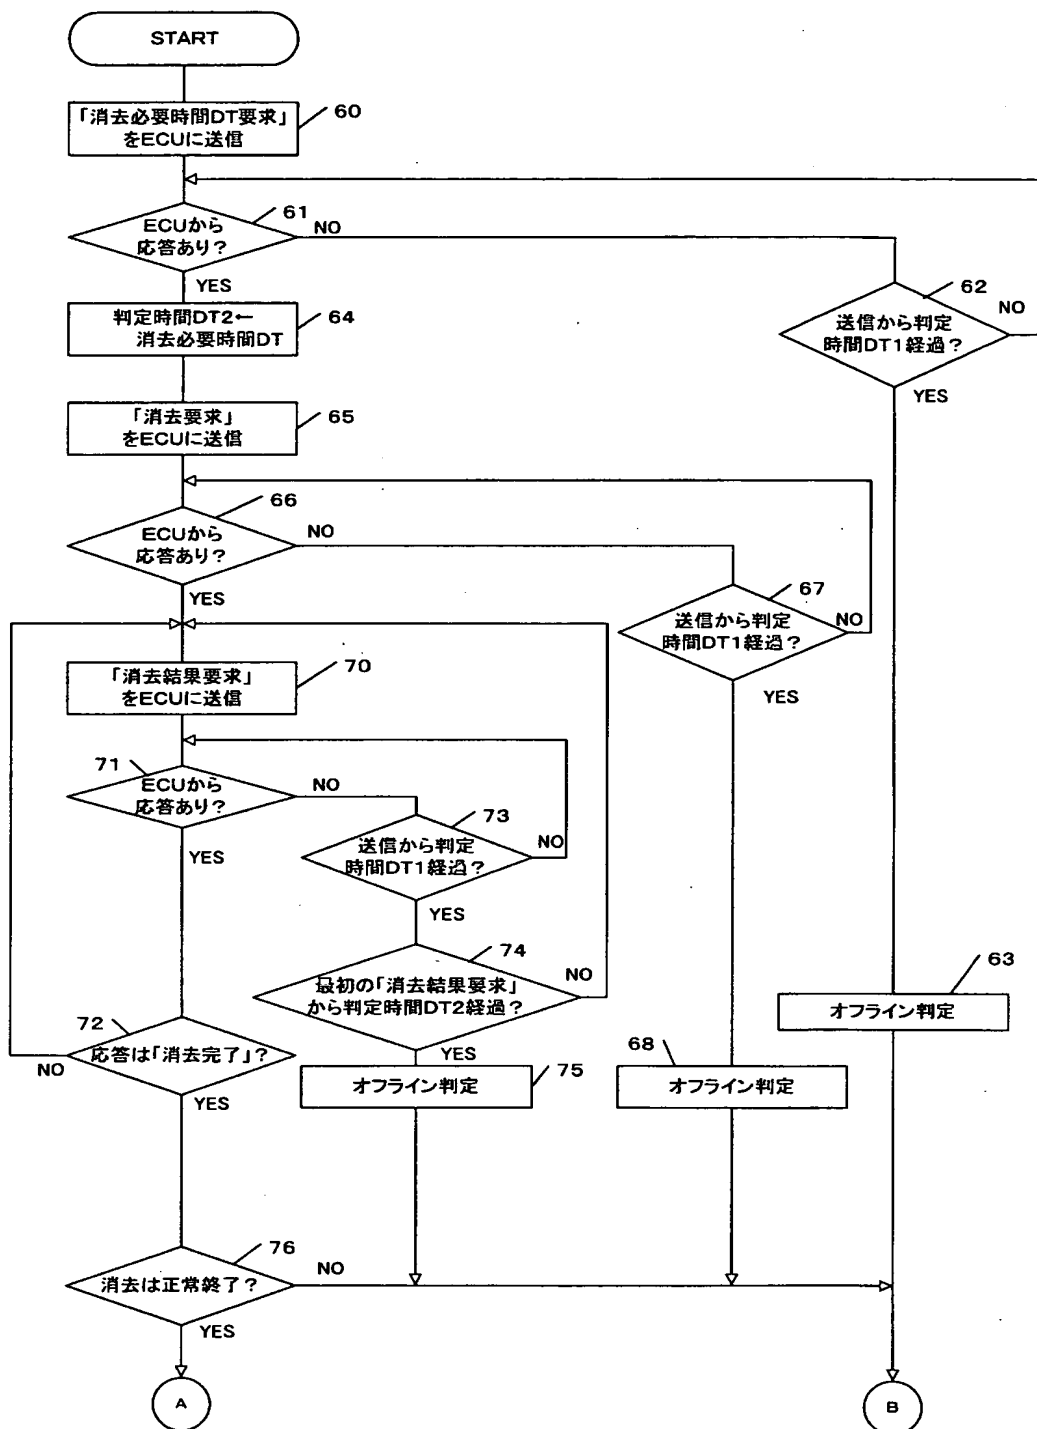 START
「消去必要時間DT要求」
をECUに送信
60
ECUから
応答あり?
61
NO
YES
判定時間DT2←
消去必要時間DT
64
送信から判定
時間DT1経過?
62
NO
YES
「消去要求」
をECUに送信
65
ECUから
応答あり?
66
NO
YES
送信から判定
時間DT1経過?
67
NO
YES
「消去結果要求」
をECUに送信
70
ECUから
応答あり?
71
NO
YES
送信から判定
時間DT1経過?
73
NO
YES
最初の「消去結果要求」
から判定時間DT2経過?
74
NO
YES
オフライン判定
63
応答は「消去完了」?
72
NO
YES
オフライン判定
75
オフライン判定
68
消去は正常終了?
76
NO
YES
A
B